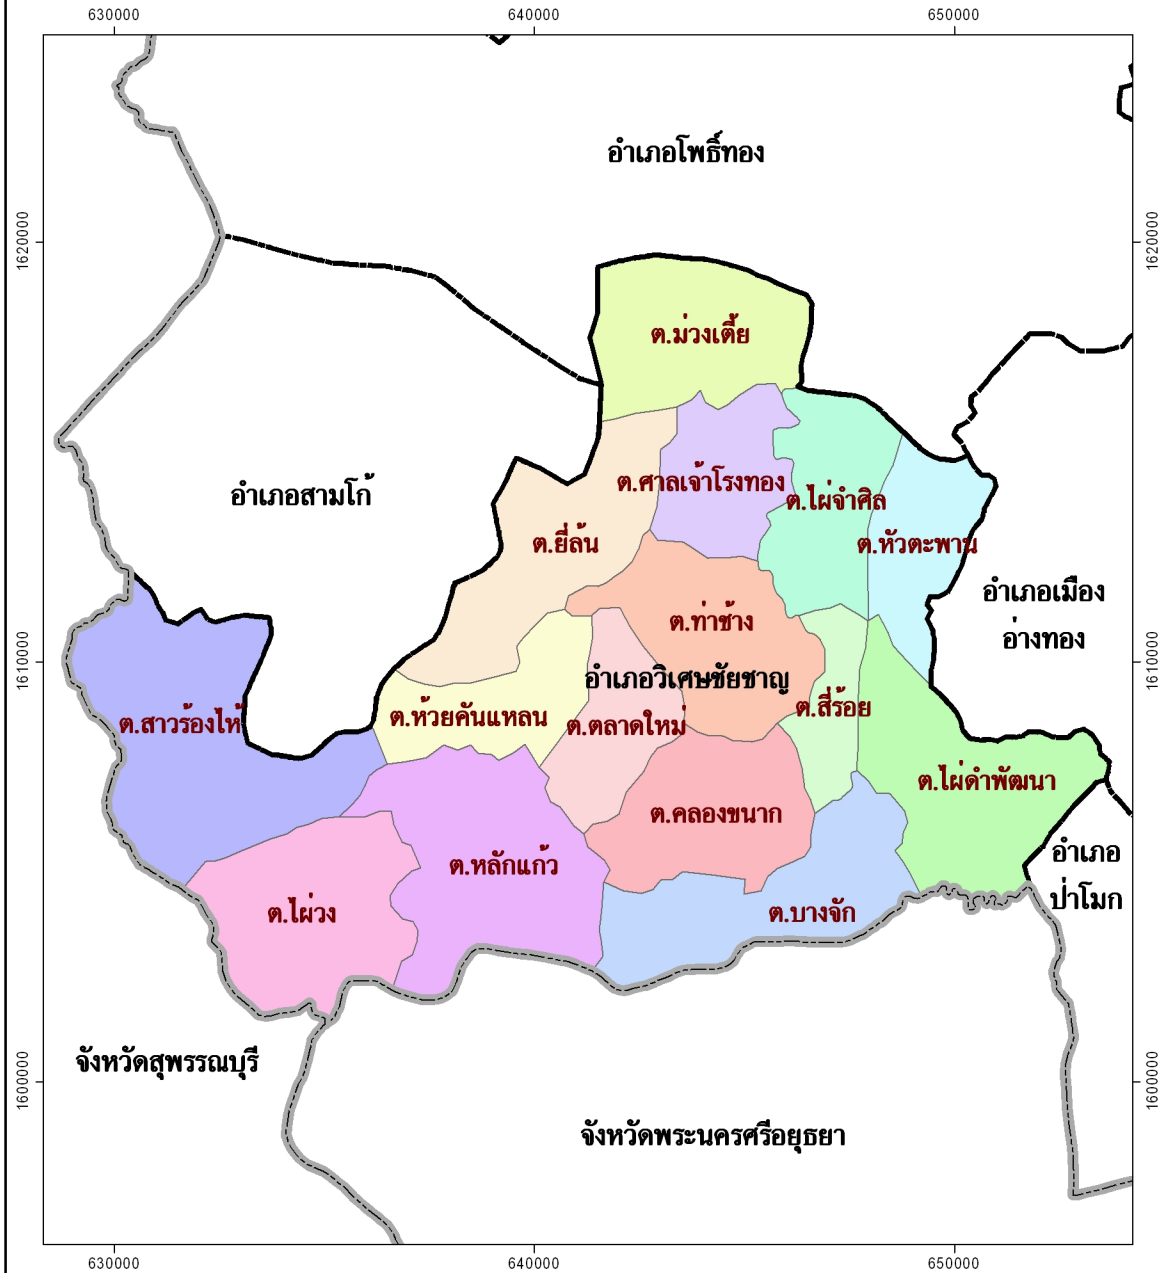 630000
640000
650000
อำเภอโพธิ์ทอง
1620000
1620000
ต.ม่วงเตี้ย
อำเภอสามโก้
ต.ศาลเจ้าโรงทอง
ต.ไผ่จำศิล
ต.ยี่ล้น
ต.หัวตะพาน
อำเภอเมือง
อ่างทอง
ต.ท่าช้าง
1610000
1610000
อำเภอวิเศษชัยชาญ
ต.สาวร้องไห้
ต.ห้วยคันแหลน
ต.ตลาดใหม่
ต.สี่ร้อย
ต.ไผ่ดำพัฒนา
ต.คลองขนาก
อำเภอ
ป่าโมก
ต.หลักแก้ว
ต.ไผ่วง
ต.บางจัก
จังหวัดสุพรรณบุรี
1600000
1600000
จังหวัดพระนครศรีอยุธยา
630000
640000
650000